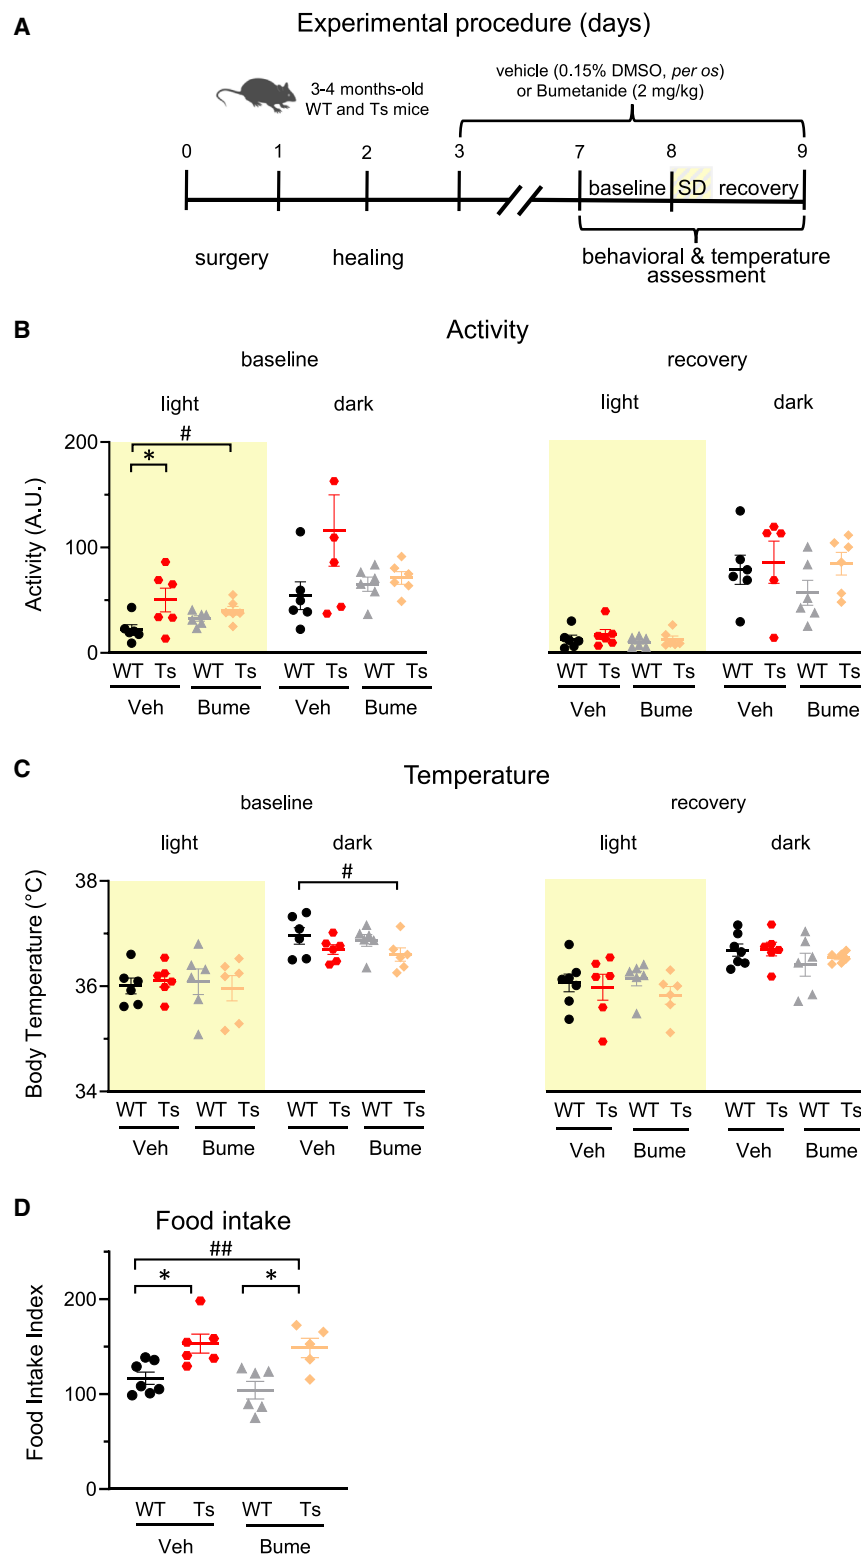 A
Experimental procedure (days)
3-4 months-old
WT and Ts mice
vehicle (0.15% DMSO, per os)
or Bumetanide (2 mg/kg)
0 1 2 3 7 8 9
baseline SD recovery
surgery healing
behavioral & temperature
assessment
B
Activity
baseline recovery
light dark light dark
#
*
200
100
0
Activity (A.U.)
WT Ts WT Ts WT Ts WT Ts WT Ts WT Ts WT Ts WT Ts
Veh Bume Veh Bume Veh Bume Veh Bume
C
Temperature
baseline recovery
light dark light dark
#
38
36
34
Body Temperature (°C)
WT Ts WT Ts WT Ts WT Ts WT Ts WT Ts WT Ts WT Ts
Veh Bume Veh Bume Veh Bume Veh Bume
D
Food intake
##
* *
200
100
0
Food Intake Index
WT Ts WT Ts
Veh Bume